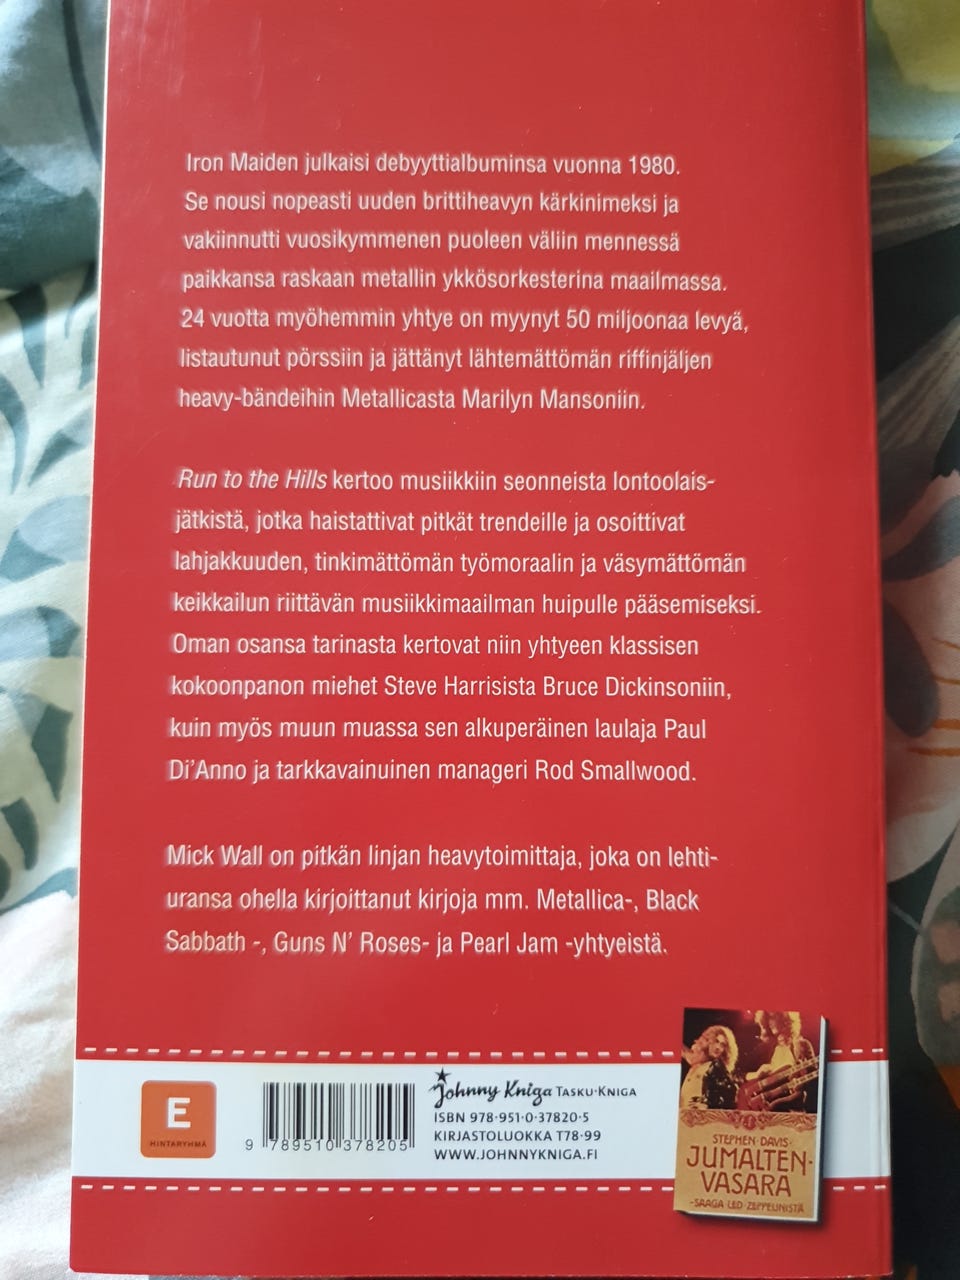 Iron Maiden julkaisi debyyttialbuminsa vuonna 1980.
Se nousi nopeasti uuden brittiheavyn kärkinimeksi ja
vakiinnutti vuosikymmenen puoleen väliin mennessä
paikkansa raskaan metallin ykkösorkesterina maailmassa.
24 vuotta myöhemmin yhtye on myynyt 50 miljoonaa levyä,
listautunut pörssiin ja jättänyt lähtemättömän riffinjäljen
heavy-bändeihin Metallicasta Marilyn Mansoniin.
Run to the Hills kertoo musiikkiin seonneista lontoolais-
jätkistä, jotka haistattivat pitkät trendeille ja osoittivat
lahjakkuuden, tinkimättömän työmoraalin ja väsymättömän
keikkailun riittävän musiikkimaailman huipulle pääsemiseksi.
Oman osansa tarinasta kertovat niin yhtyeen klassisen
kokoonpanon miehet Steve Harrisista Bruce Dickinsoniin,
kuin myös muun muassa sen alkuperäinen laulaja Paul
Di'Anno ja tarkkavainuinen manageri Rod Smallwood.
Mick Wall on pitkän linjan heavytoimittaja, joka on lehti-
uransa ohella kirjoittanut kirjoja mm. Metallica-, Black
Sabbath -, Guns N' Roses- ja Pearl Jam -yhtyeistä.
E
HINTARYHMÄ
9 789510 378205
Johnny Kniga TASKU·KNIGA
ISBN 978-951-0-37820-5
KIRJASTOLUOKKA T78-99
WWW.JOHNNYKNIGA.FI
STEPHEN·DAVIS·
JUMALTEN·
VASARA
-SAAGA LED ZEPPELINISTÄ